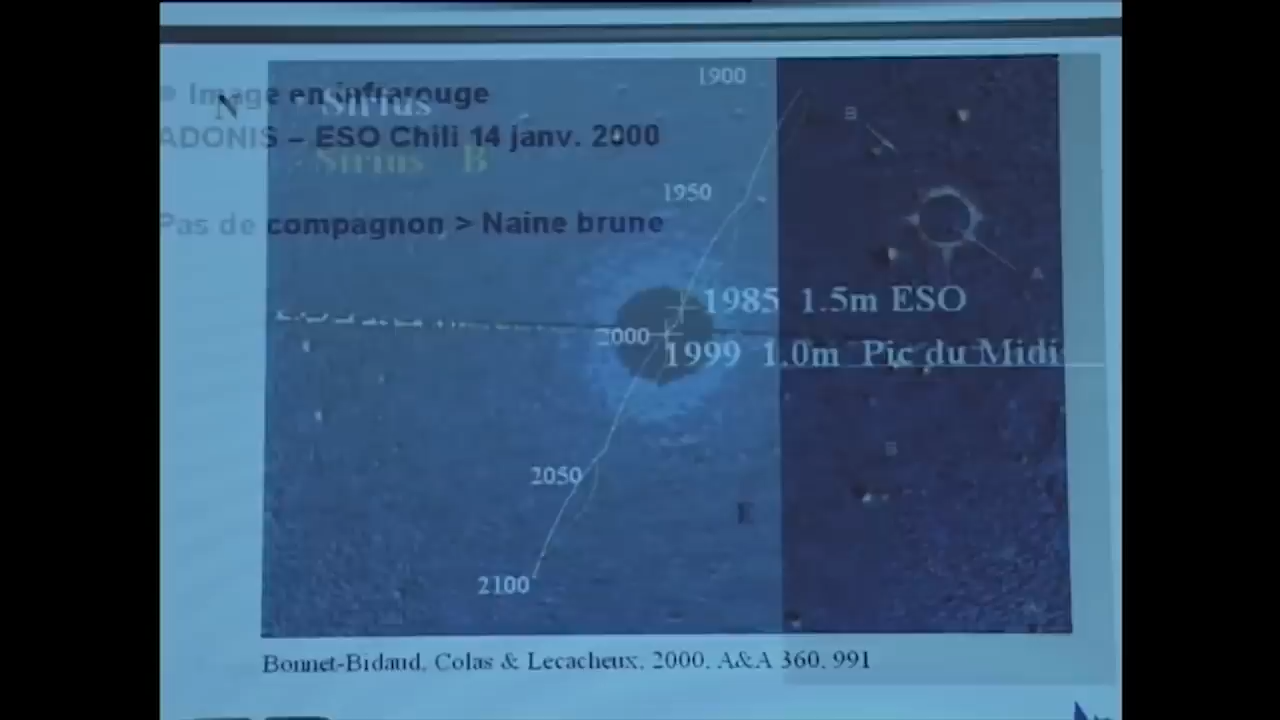 1900
N
Sirius
Sirius B
Image en infrarouge
ADONIS – ESO Chili 14 janv. 2000
Pas de compagnon > Naine brune
B
1950
A
1985 1.5m ESO
2000
1999 1.0m Pic du Midi
2050
E
2100
Bonnet-Bidaud, Colas & Lecacheux, 2000, A&A 360, 991